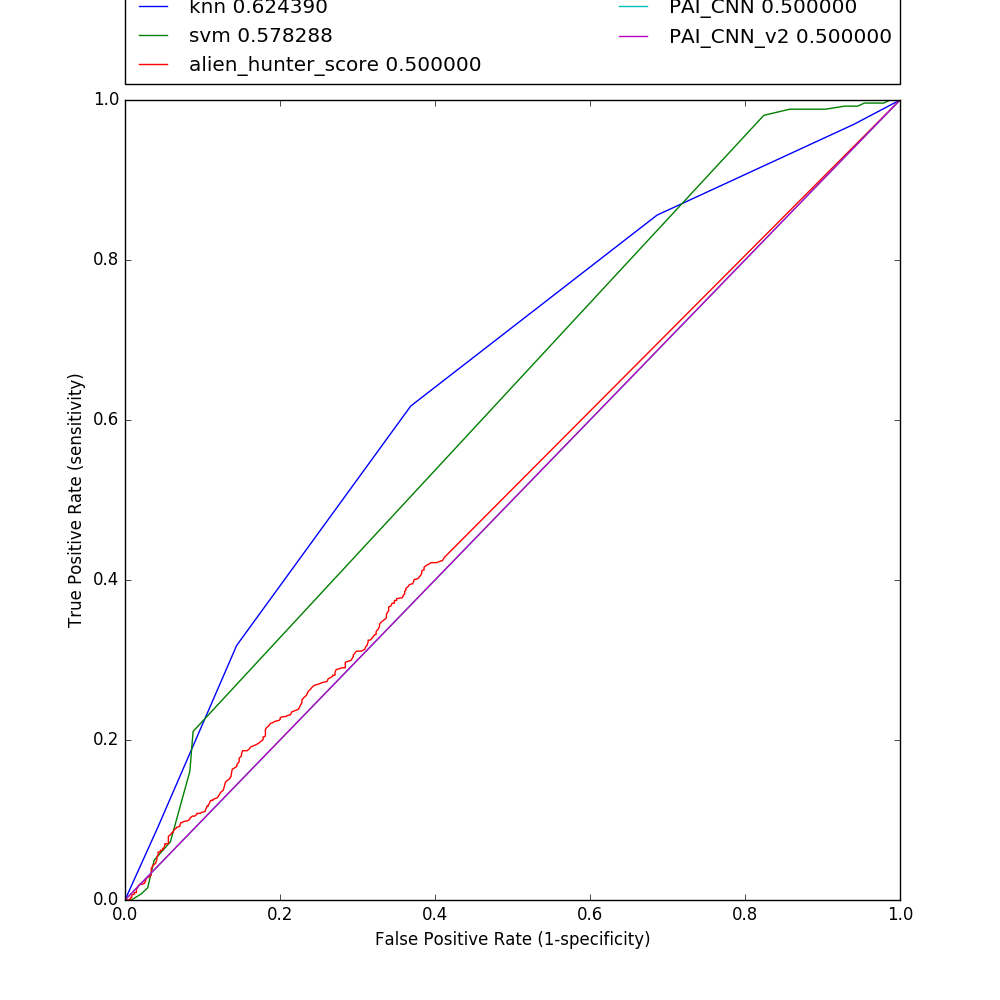 knn 0.624390
svm 0.578288
alien_hunter_score 0.500000
PAI_CNN 0.500000
PAI_CNN_v2 0.500000
1.0
0.8
0.6
0.4
0.2
0.0
True Positive Rate (sensitivity)
0.0 0.2 0.4 0.6 0.8 1.0
False Positive Rate (1-specificity)